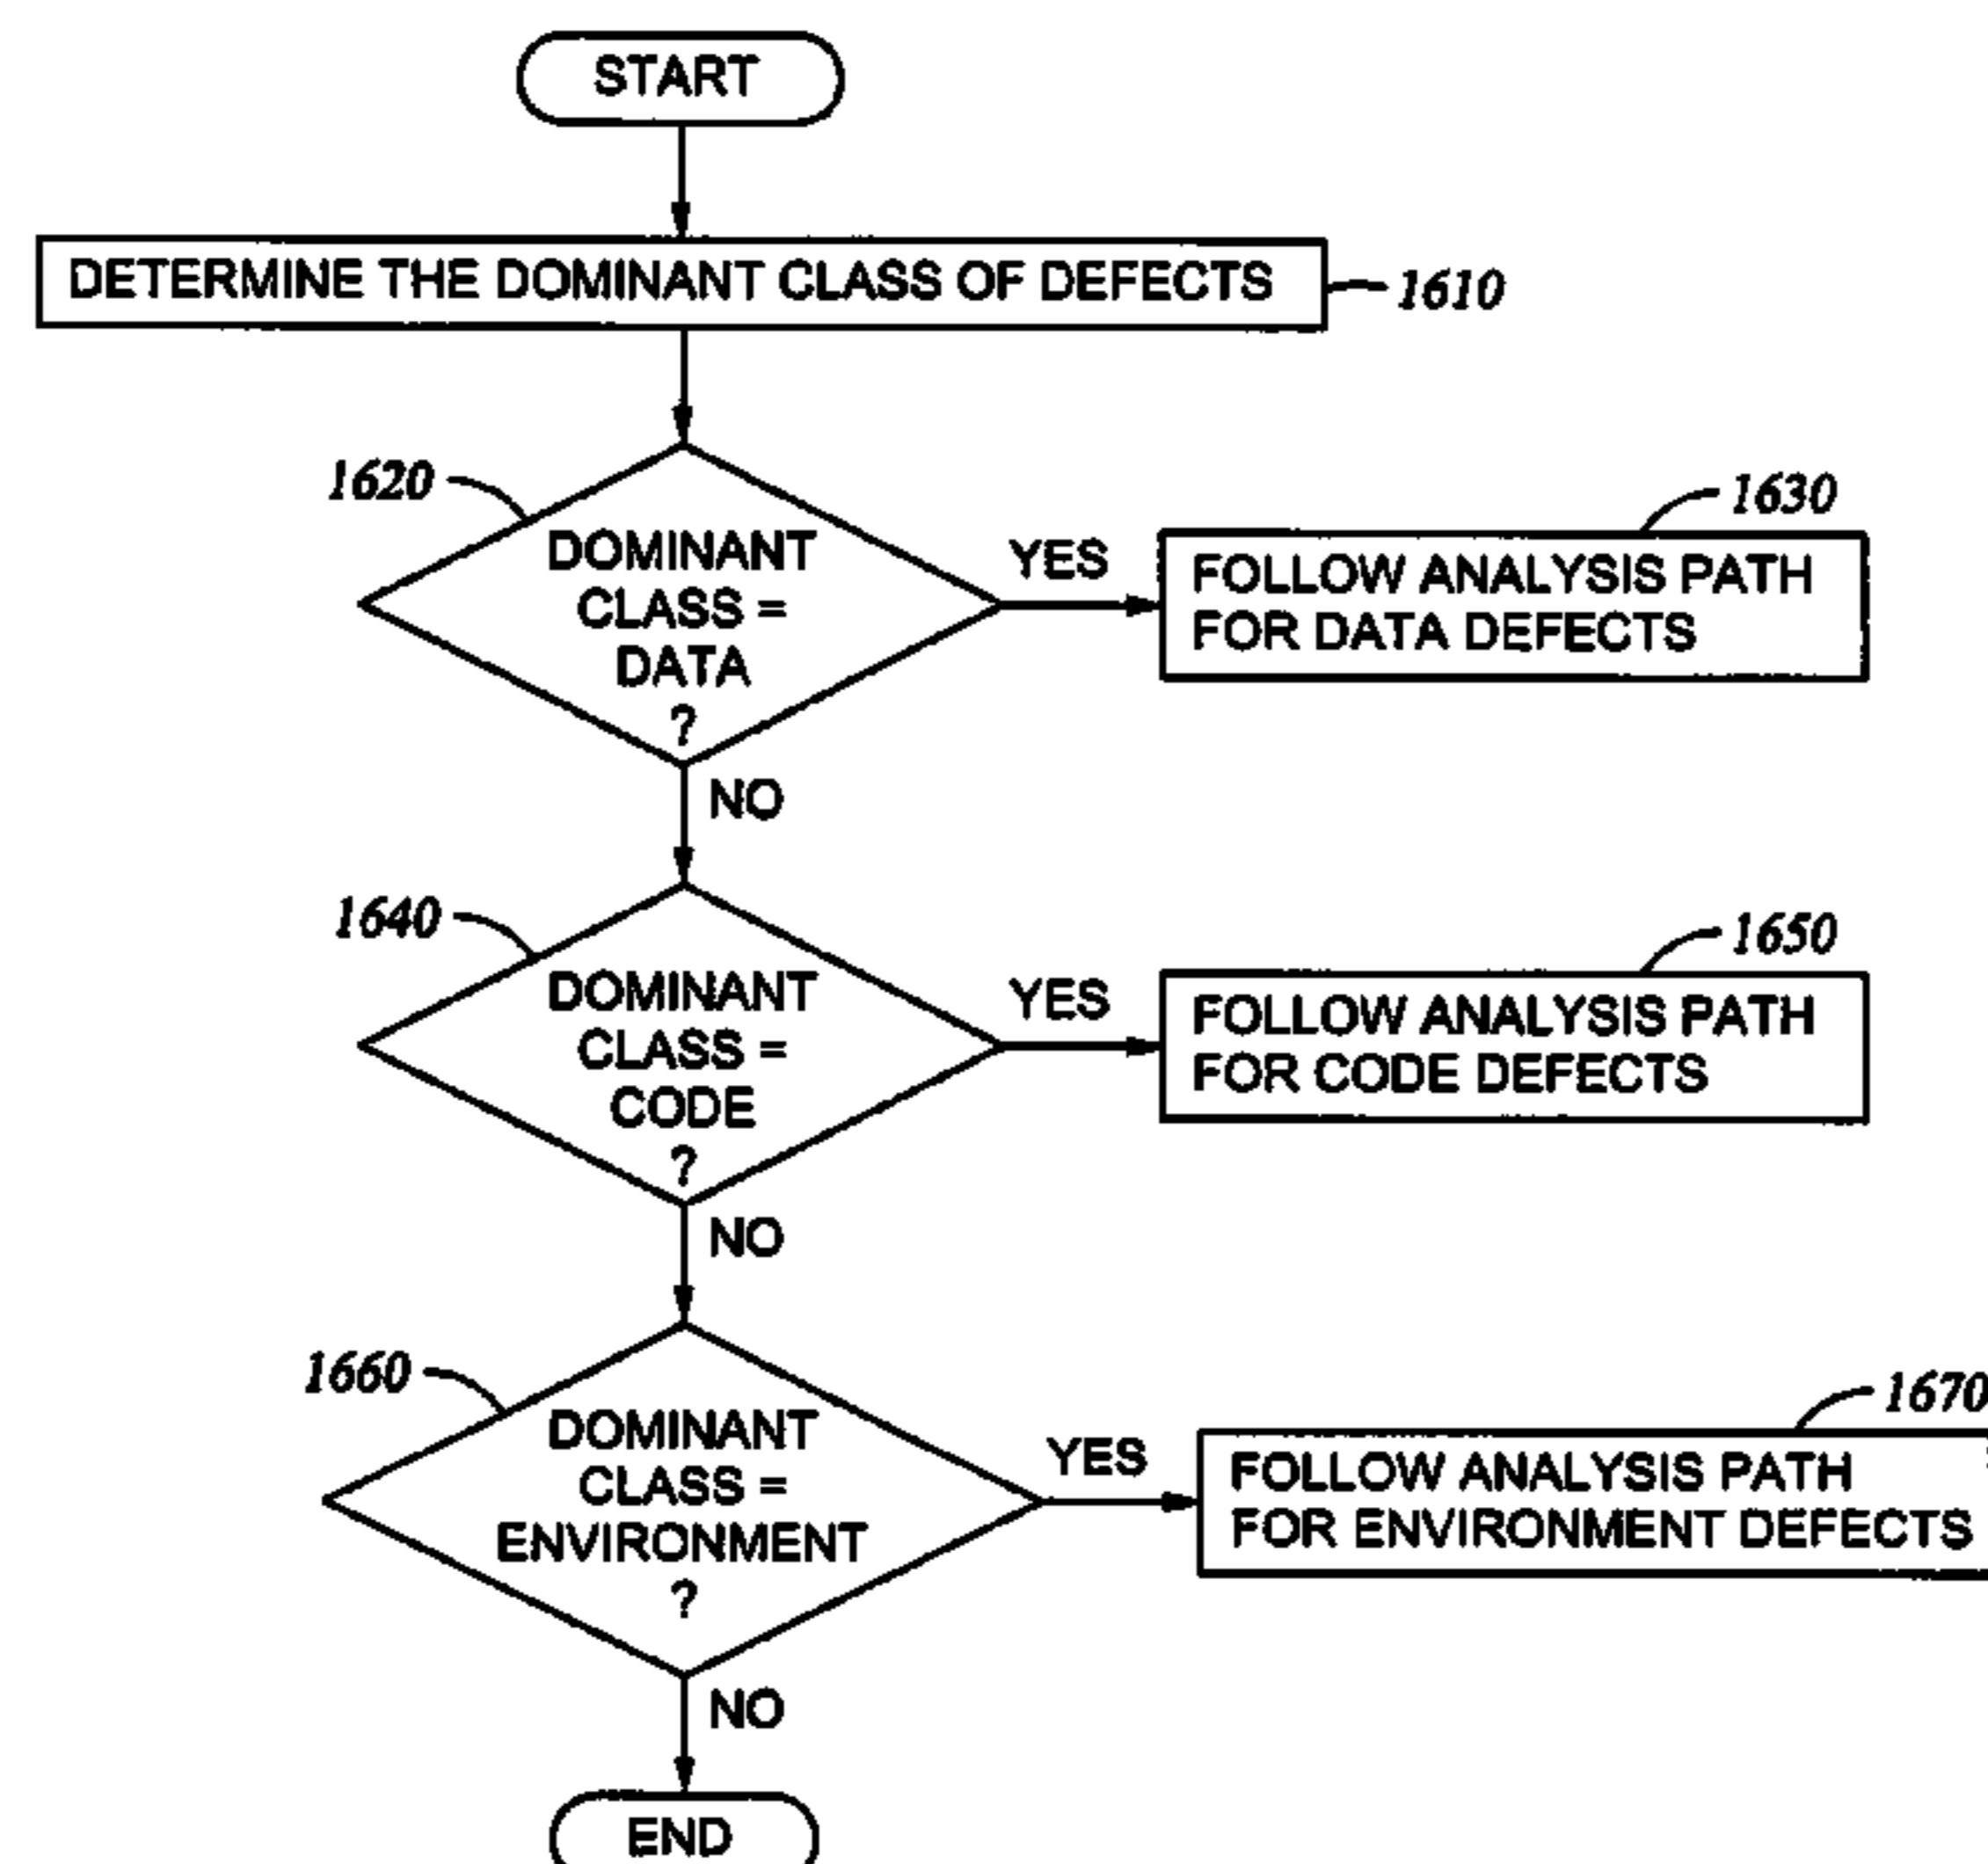 START
DETERMINE THE DOMINANT CLASS OF DEFECTS
1610
1620
DOMINANT
CLASS =
DATA
?
YES
1630
FOLLOW ANALYSIS PATH
FOR DATA DEFECTS
NO
1640
DOMINANT
CLASS =
CODE
?
YES
1650
FOLLOW ANALYSIS PATH
FOR CODE DEFECTS
NO
1660
DOMINANT
CLASS =
ENVIRONMENT
?
YES
1670
FOLLOW ANALYSIS PATH
FOR ENVIRONMENT DEFECTS
NO
END